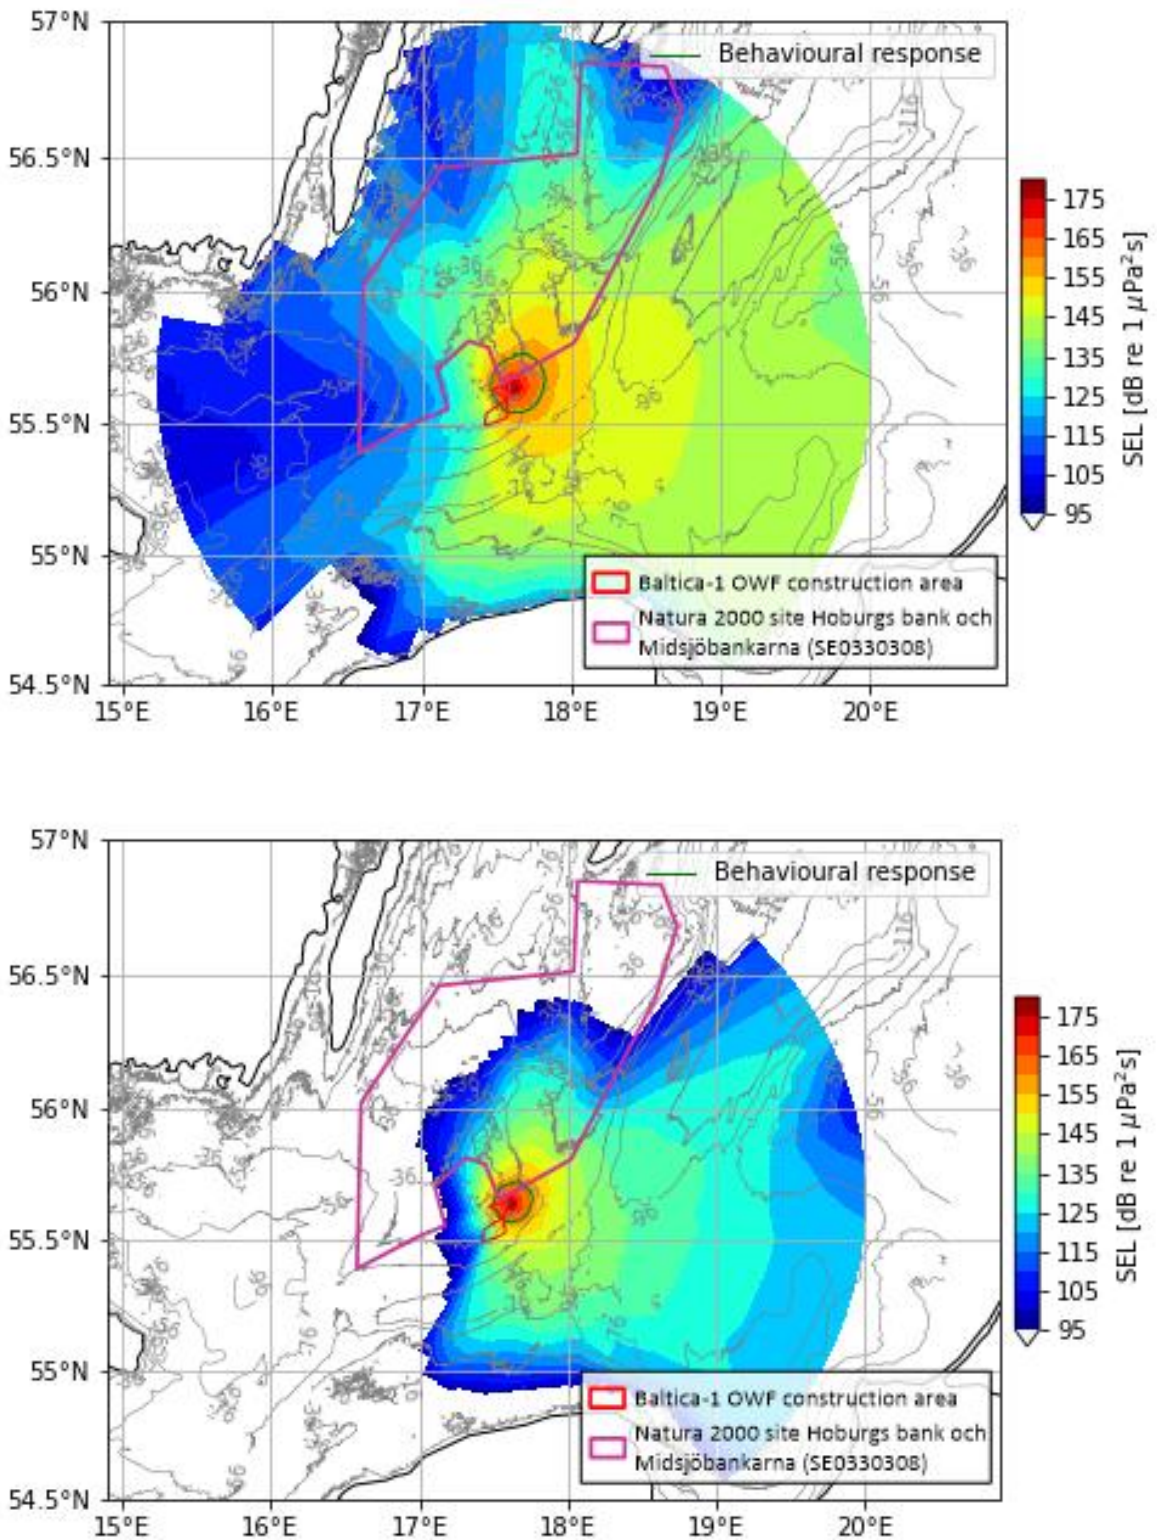 57°N
Behavioural response
56.5°N
56°N
55.5°N
55°N
54.5°N
15°E 16°E 17°E 18°E 19°E 20°E
175
165
155
145
135
125
115
105
95
SEL [dB re 1 μPa²s]
Baltica-1 OWF construction area
Natura 2000 site Hoburgs bank och
Midsjöbankarna (SE0330308)
57°N
Behavioural response
56.5°N
56°N
55.5°N
55°N
54.5°N
15°E 16°E 17°E 18°E 19°E 20°E
175
165
155
145
135
125
115
105
95
SEL [dB re 1 μPa²s]
Baltica-1 OWF construction area
Natura 2000 site Hoburgs bank och
Midsjöbankarna (SE0330308)